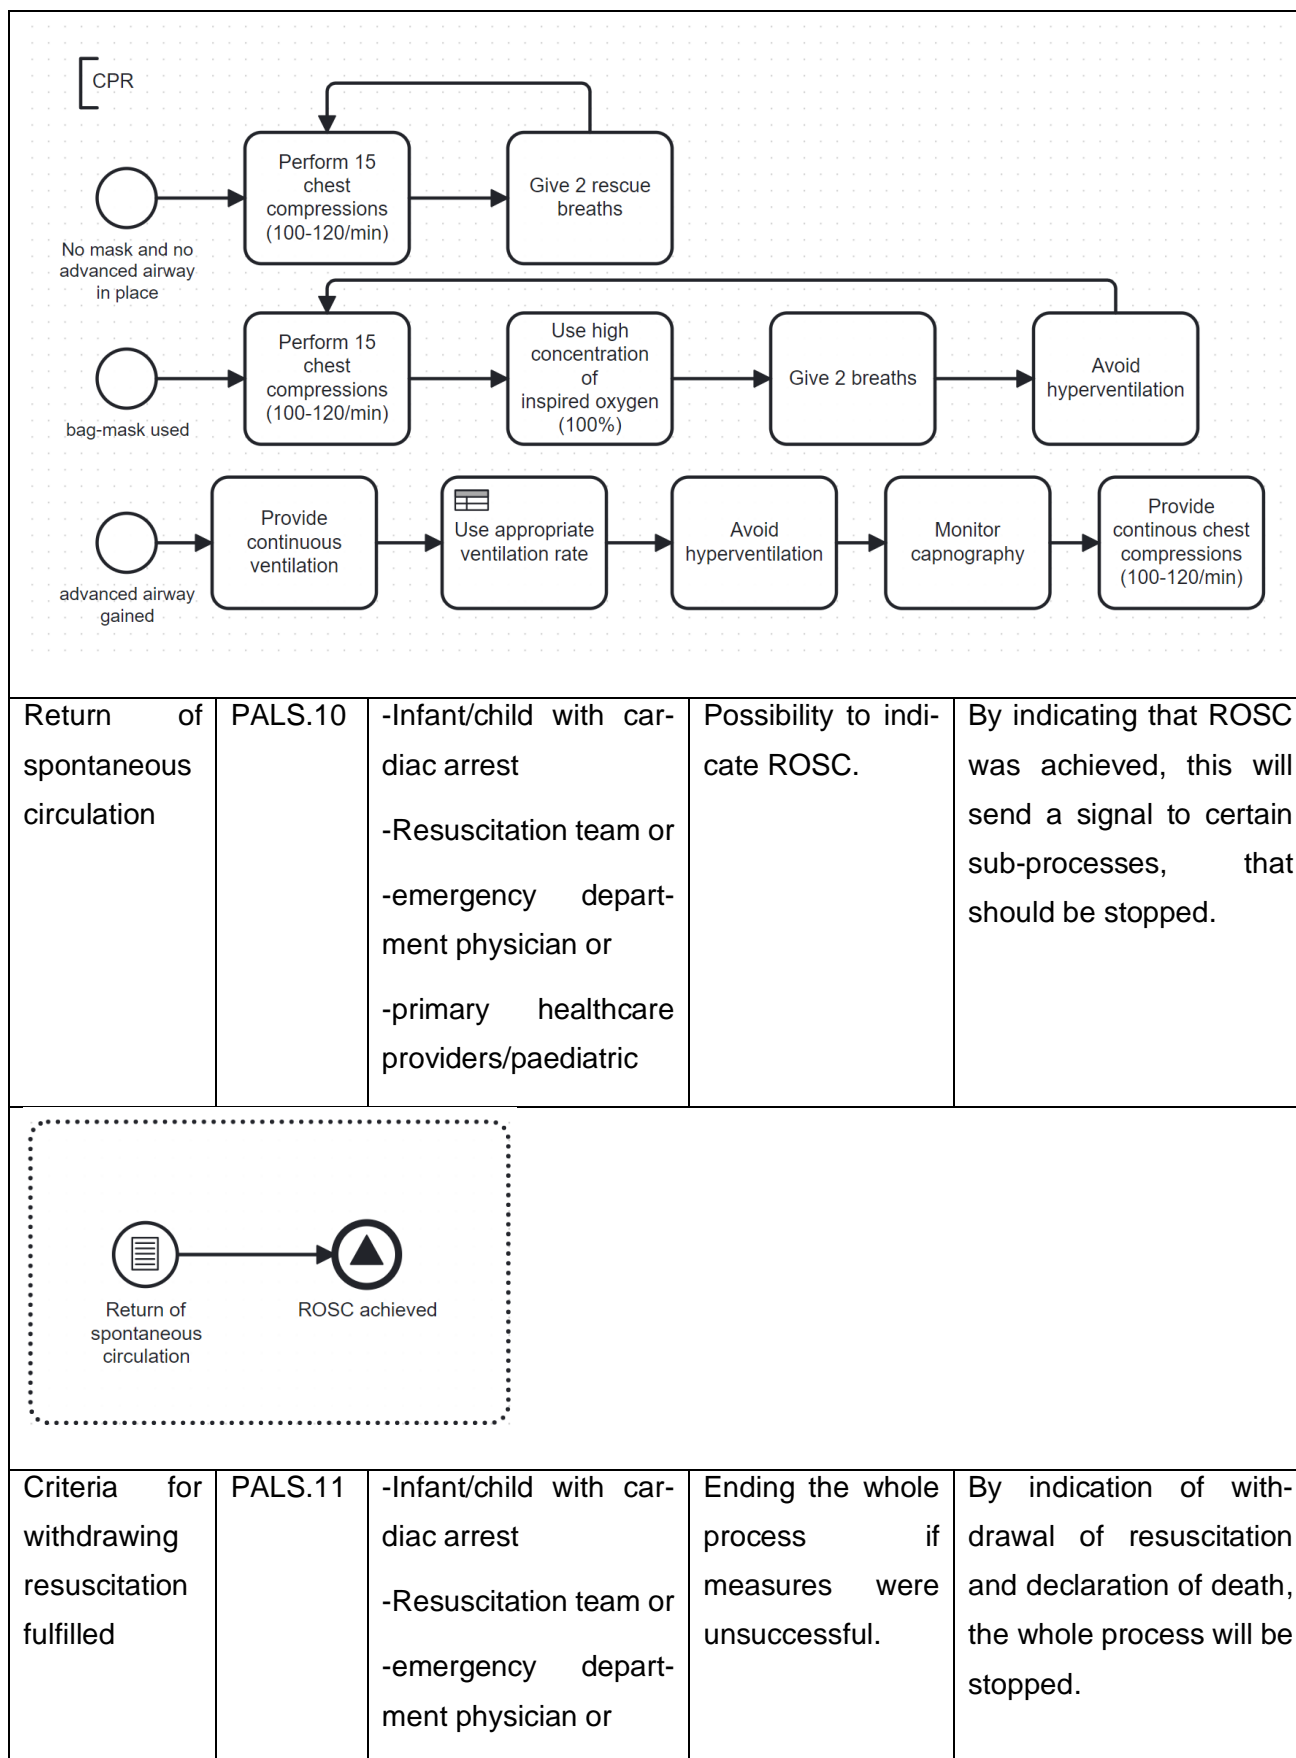 CPR
Perform 15
chest
compressions
(100-120/min)
Give 2 rescue
breaths
No mask and no
advanced airway
in place
Perform 15
chest
compressions
(100-120/min)
Use high
concentration
of
inspired oxygen
(100%)
Give 2 breaths
Avoid
hyperventilation
bag-mask used
Provide
continuous
ventilation
Use appropriate
ventilation rate
Avoid
hyperventilation
Monitor
capnography
Provide
continous chest
compressions
(100-120/min)
advanced airway
gained
Return of
spontaneous
circulation
PALS.10
-Infant/child with car-
diac arrest
-Resuscitation team or
-emergency depart-
ment physician or
-primary healthcare
providers/paediatric
Possibility to indi-
cate ROSC.
By indicating that ROSC
was achieved, this will
send a signal to certain
sub-processes, that
should be stopped.
Return of
spontaneous
circulation
ROSC achieved
Criteria for
withdrawing
resuscitation
fulfilled
PALS.11
-Infant/child with car-
diac arrest
-Resuscitation team or
-emergency depart-
ment physician or
Ending the whole
process if
measures were
unsuccessful.
By indication of with-
drawal of resuscitation
and declaration of death,
the whole process will be
stopped.